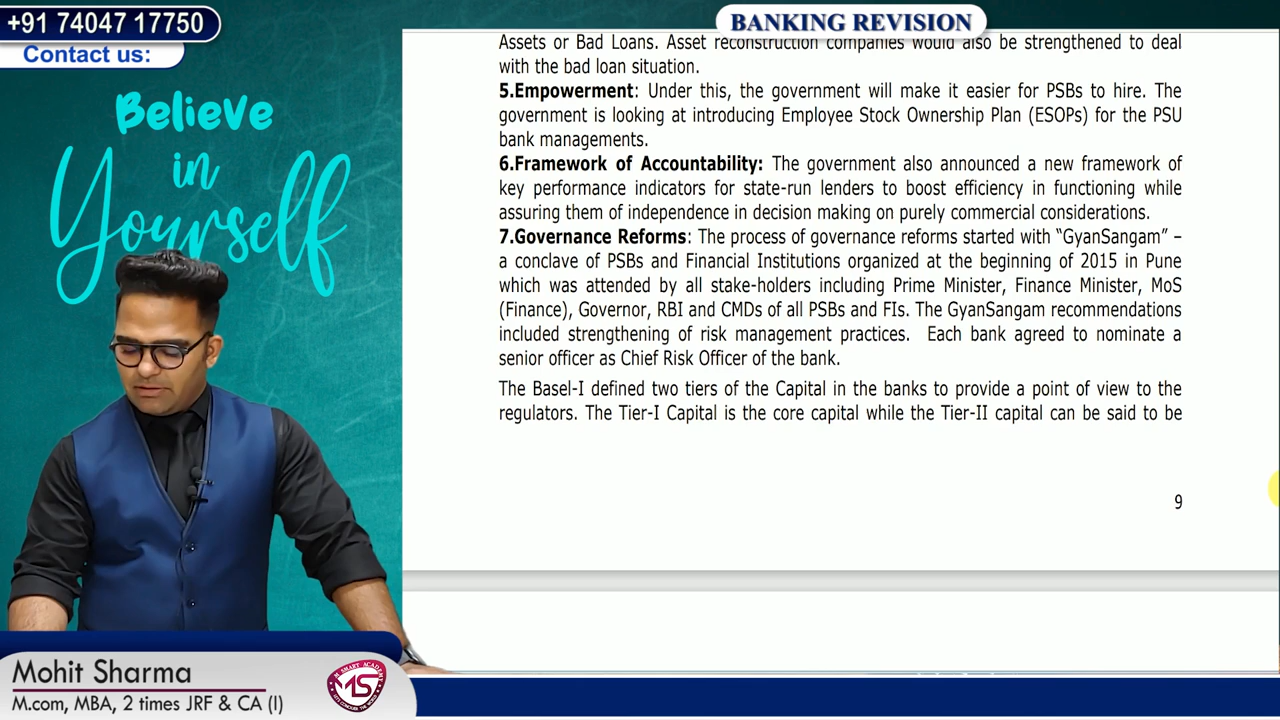 +91 74047 17750
Contact us:
BANKING REVISION
Believe
in
Yourself
Assets or Bad Loans. Asset reconstruction companies would also be strengthened to deal
with the bad loan situation.
5.Empowerment: Under this, the government will make it easier for PSBs to hire. The
government is looking at introducing Employee Stock Ownership Plan (ESOPs) for the PSU
bank managements.
6.Framework of Accountability: The government also announced a new framework of
key performance indicators for state-run lenders to boost efficiency in functioning while
assuring them of independence in decision making on purely commercial considerations.
7.Governance Reforms: The process of governance reforms started with “GyanSangam” –
a conclave of PSBs and Financial Institutions organized at the beginning of 2015 in Pune
which was attended by all stake-holders including Prime Minister, Finance Minister, MoS
(Finance), Governor, RBI and CMDs of all PSBs and FIs. The GyanSangam recommendations
included strengthening of risk management practices. Each bank agreed to nominate a
senior officer as Chief Risk Officer of the bank.
The Basel-I defined two tiers of the Capital in the banks to provide a point of view to the
regulators. The Tier-I Capital is the core capital while the Tier-II capital can be said to be
9
Mohit Sharma
M.com, MBA, 2 times JRF & CA (I)
MS